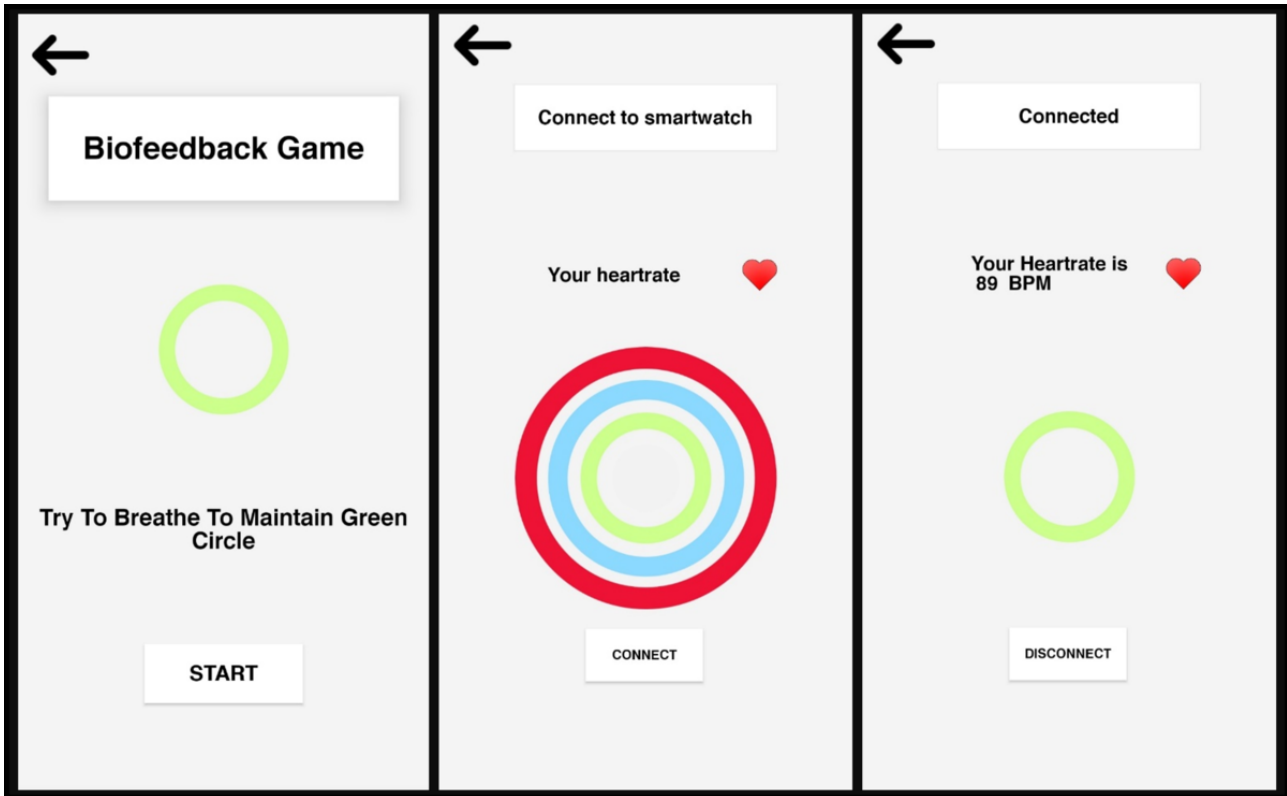 Biofeedback Game
Try To Breathe To Maintain Green
Circle
START
Connect to smartwatch
Your heartrate
CONNECT
Connected
Your Heartrate is
89 BPM
DISCONNECT